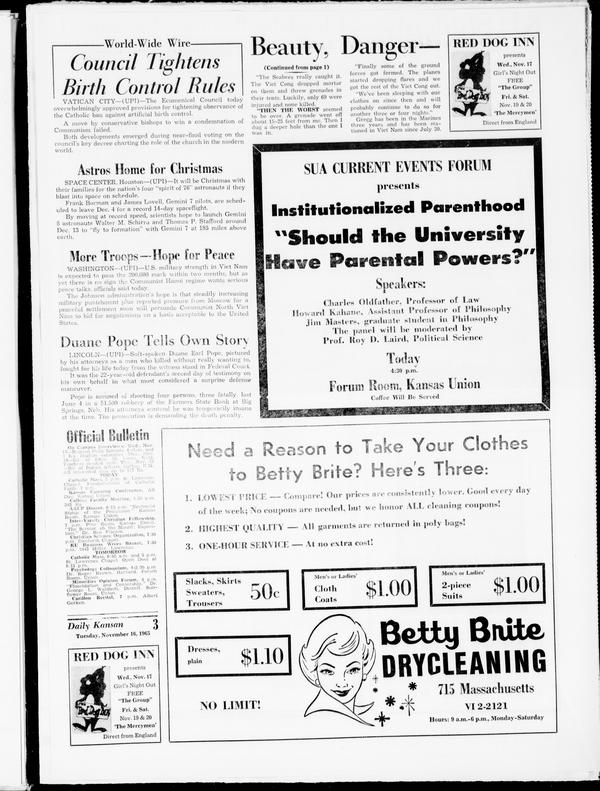 World-Wide Wire
Council Tightens
Birth Control Rules
VATICAN CITY—(UPI)—The Ecumenical Council today
overwhelmingly approved provisions for tightening observance of
the Catholic ban against artificial birth control.
A move by conservative bishops to win a condemnation of
Communism failed.
Both developments emerged during near-final voting on the
council's key decree charting the role of the church in the modern
world.
Astros Home for Christmas
SPACE CENTER, Houston—(UPI)—It will be Christmas with
their families for the nation's four "spirit of 76" astronauts if they
blast into space on schedule.
Frank Borman and James Lovell, Gemini 7 pilots, are sched-
uled to leave Dec. 4 for a record 14-day spaceflight.
By moving at record speed, scientists hope to launch Gemini
6 astronauts Walter M. Schirra and Thomas P. Stafford around
Dec. 13 to "fly to formation" with Gemini 7 at 185 miles above
earth.
More Troops—Hope for Peace
WASHINGTON—(UPI)—U.S. military strength in Viet Nam
is expected to pass the 200,000 mark within two months, but as
yet there is no sign the Communist Hanoi regime wants serious
peace talks, officials said today.
The Johnson administration's hope is that steadily increasing
military punishment plus reported pressure from Moscow for a
peaceful settlement soon will persuade Communist North Viet
Nam to bid for negotiations on a basis acceptable to the United
States.
Duane Pope Tells Own Story
LINCOLN—(UPI)—Soft-spoken Duane Earl Pope, pictured
by his attorneys as a man who killed without really wanting to,
fought for his life today from the witness stand in Federal Court.
It was the 22-year-old defendant's second day of testimony on
his own behalf in what most considered a surprise defense
maneuver.
Pope is accused of shooting four persons, three fatally, last
June 4 in a $1,500 robbery of the Farmers State Bank at Big
Springs, Neb. His attorneys contend he was temporarily insane
at the time. The prosecution is demanding the death penalty.
Beauty, Danger—
(Continued from page 1)
"The Seabees really caught it.
The Viet Cong dropped mortar
on them and threw grenades in
their tents. Luckily, only 60 were
injured and none killed.
THEN THE WORST seemed
to be over. A grenade went off
about 15-25 feet from me. Then I
dug a deeper hole than the one I
was in.
"Finally some of the ground
forces got formed. The planes
started dropping flares and we
got the rest of the Viet Cong out.
"We've been sleeping with our
clothes on since then and will
probably continue to do so for
another three or four nights."
Gregg has been in the Marines
three years and has been sta-
tioned in Viet Nam since July 20.
RED DOG INN
presents
Wed., Nov. 17
Girl's Night Out
FREE
"The Group"
Fri. & Sat.
Nov. 19 & 20
"The Mercymen"
Direct from England
SUA CURRENT EVENTS FORUM
presents
Institutionalized Parenthood
"Should the University
Have Parental Powers?"
Speakers:
Charles Oldfather, Professor of Law
Howard Kahane, Assistant Professor of Philosophy
Jim Masters, graduate student in Philosophy
The panel will be moderated by
Prof. Roy D. Laird, Political Science
Today
4:30 p.m.
Forum Room, Kansas Union
Coffee Will Be Served
Official Bulletin
TODAY
TOMORROW
Daily Kansan 3
Tuesday, November 16, 1965
RED DOG INN
presents
Wed., Nov. 17
Girl's Night Out
FREE
"The Group"
Fri. & Sat.
Nov. 19 & 20
"The Mercymen"
Direct from England
Need a Reason to Take Your Clothes
to Betty Brite? Here's Three:
1. LOWEST PRICE — Compare! Our prices are consistently lower. Good every day
of the week; No coupons are needed, but we honor ALL cleaning coupons!
2. HIGHEST QUALITY — All garments are returned in poly bags!
3. ONE-HOUR SERVICE — At no extra cost!
Slacks, Skirts
Sweaters,
Trousers
50c
Men's or Ladies'
Cloth
Coats
$1.00
Men's or Ladies'
2-piece
Suits
$1.00
Dresses,
plain
$1.10
NO LIMIT!
Betty Brite
DRYCLEANING
715 Massachusetts
VI 2-2121
Hours: 9 a.m.-6 p.m., Monday-Saturday